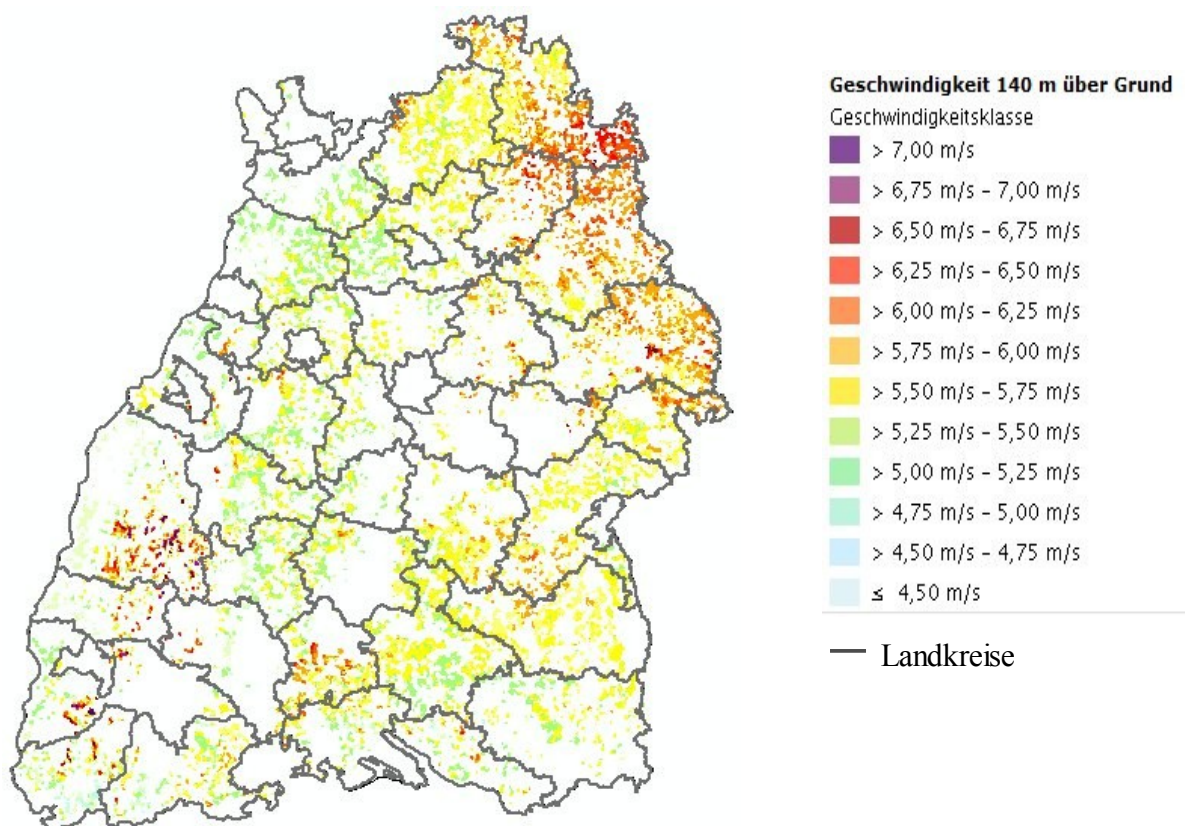 Geschwindigkeit 140 m über Grund
Geschwindigkeitsklasse
> 7,00 m/s
> 6,75 m/s – 7,00 m/s
> 6,50 m/s – 6,75 m/s
> 6,25 m/s – 6,50 m/s
> 6,00 m/s – 6,25 m/s
> 5,75 m/s – 6,00 m/s
> 5,50 m/s – 5,75 m/s
> 5,25 m/s – 5,50 m/s
> 5,00 m/s – 5,25 m/s
> 4,75 m/s – 5,00 m/s
> 4,50 m/s – 4,75 m/s
≤ 4,50 m/s
Landkreise